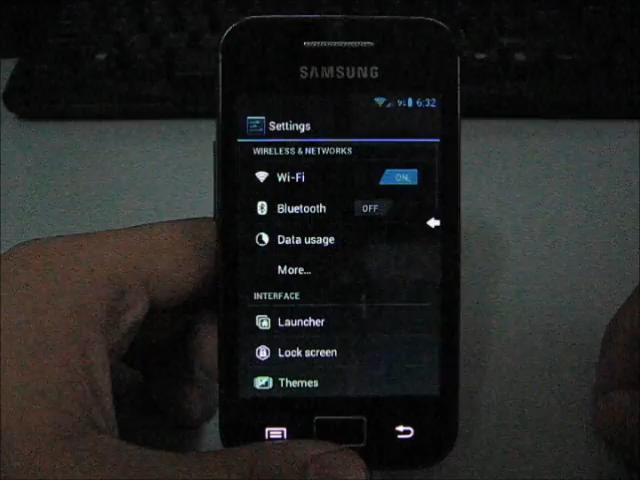 SAMSUNG
6:32
Settings
WIRELESS & NETWORKS
Wi-Fi
ON
Bluetooth
OFF
Data usage
More...
INTERFACE
Launcher
Lock screen
Themes